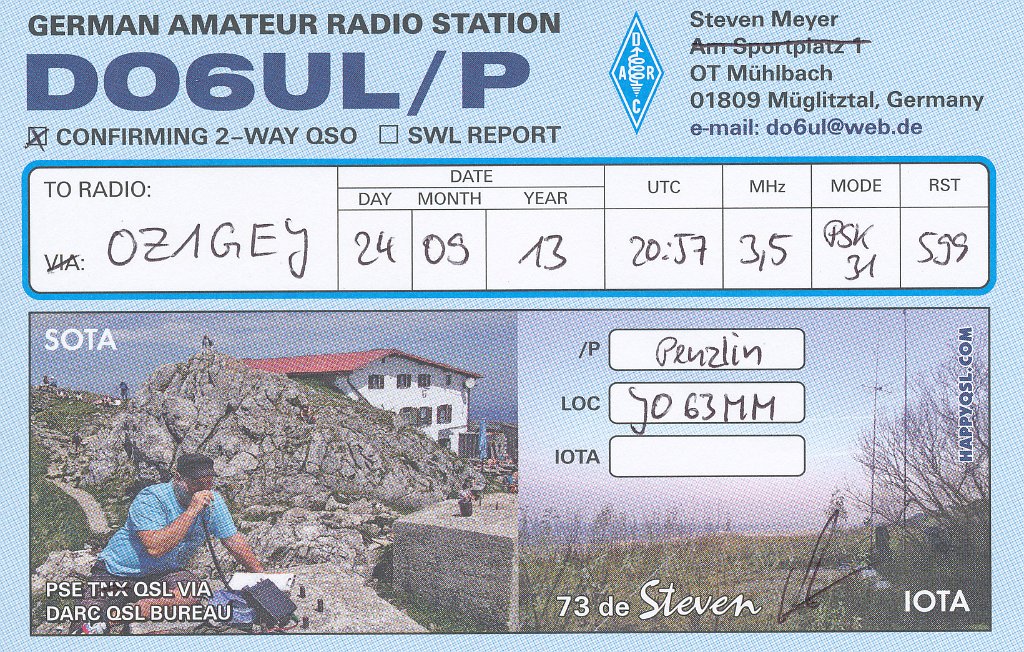 GERMAN AMATEUR RADIO STATION
DO6UL/P
CONFIRMING 2-WAY QSO SWL REPORT
DARC
Steven Meyer
Am Sportplatz 1
OT Mühlbach
01809 Müglitztal, Germany
e-mail: do6ul@web.de
TO RADIO:
VIA: OZ1GEY
DATE
DAY MONTH YEAR UTC MHz MODE RST
24 09 13 20:57 3,5 PSK 31 599
SOTA
/P Penzlin
LOC JO63MM
IOTA
HAPPYQSL.COM
PSE TNX QSL VIA
DARC QSL BUREAU
73 de Steven
IOTA